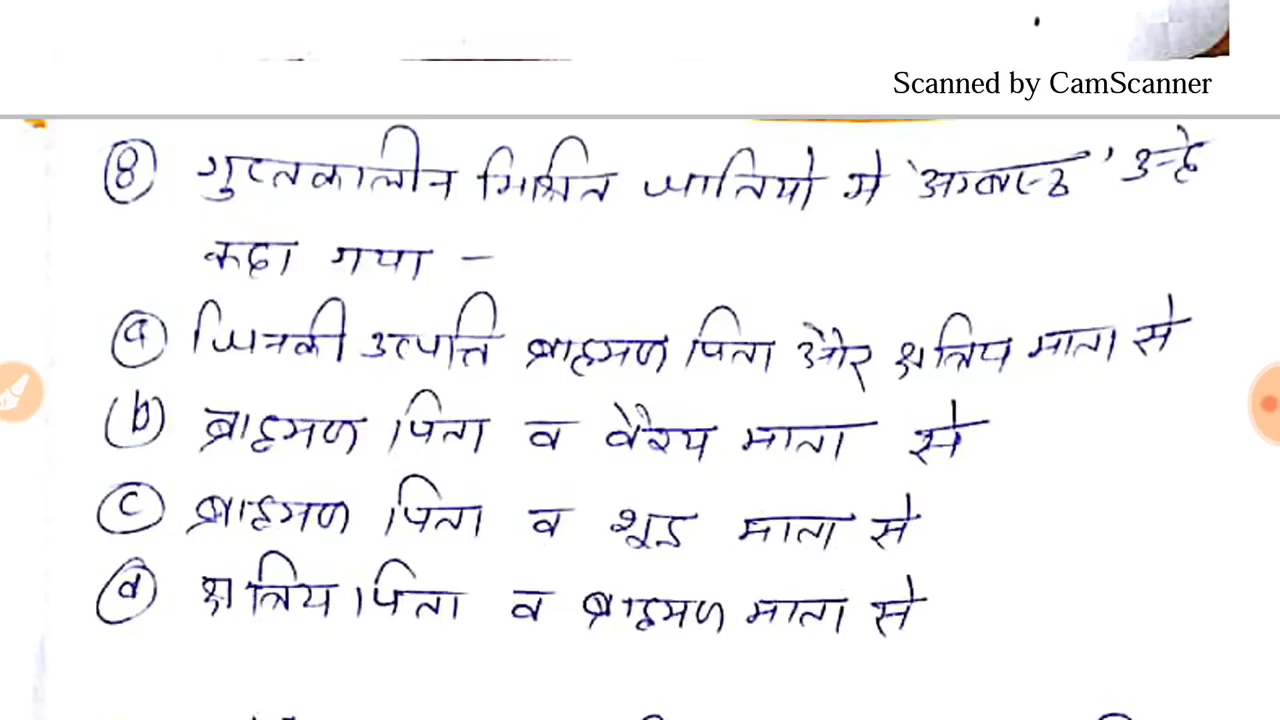 Scanned by CamScanner
⑧ गुप्तकालीन मिश्रित जातियो मे 'अम्बष्ठ' उन्हे
कहा गया –
ⓐ जिनकी उत्पत्ति ब्राह्मण पिता और क्षत्रिय माता से
ⓑ ब्राह्मण पिता व वैश्य माता से
ⓒ ब्राह्मण पिता व शूद्र माता से
ⓓ क्षत्रिय पिता व ब्राह्मण माता से